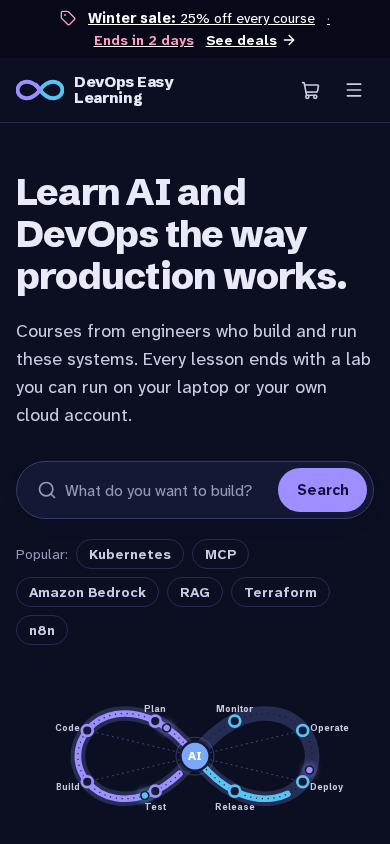 Winter sale: 25% off every course ·
Ends in 2 days See deals →
DevOps Easy
Learning
Learn AI and
DevOps the way
production works.
Courses from engineers who build and run
these systems. Every lesson ends with a lab
you can run on your laptop or your own
cloud account.
What do you want to build? Search
Popular: Kubernetes MCP
Amazon Bedrock RAG Terraform
n8n
Plan Monitor
Code Operate
AI
Build Deploy
Test Release